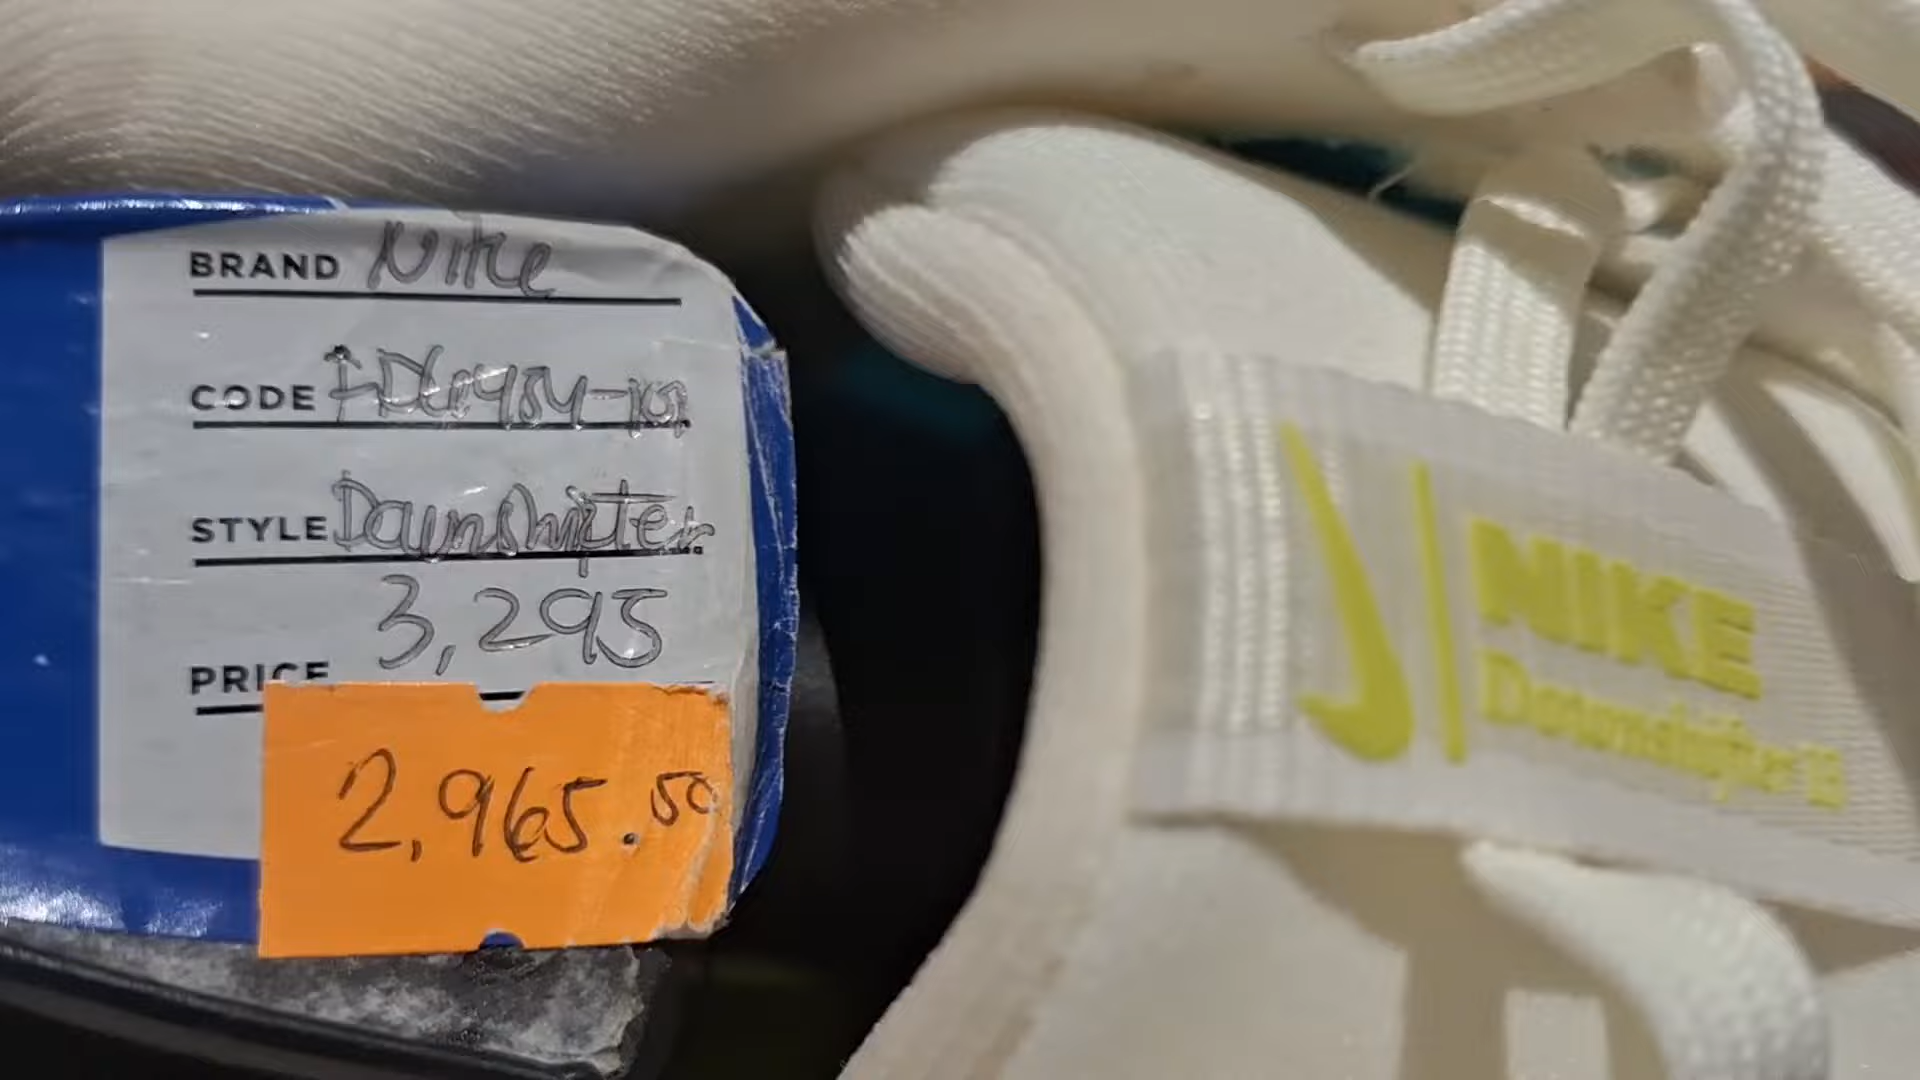 BRAND Nike
CODE FD6454-107
STYLE Downshifter
3,295
PRICE
2,965.50
NIKE
Downshifter 13